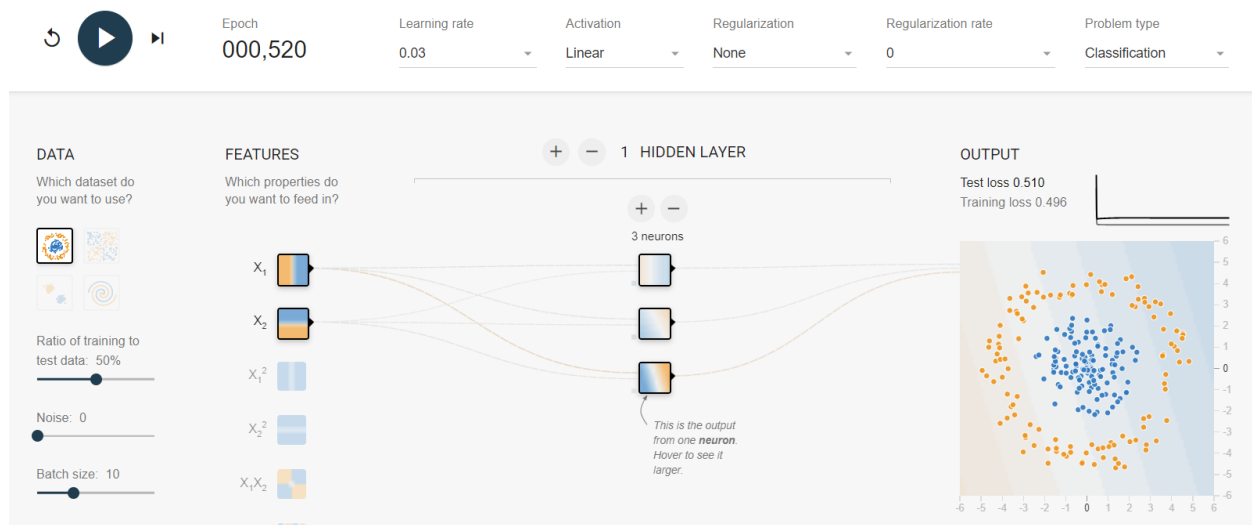 Epoch
000,520
Learning rate
0.03
Activation
Linear
Regularization
None
Regularization rate
0
Problem type
Classification
DATA
Which dataset do
you want to use?
Ratio of training to
test data: 50%
Noise: 0
Batch size: 10
FEATURES
Which properties do
you want to feed in?
X1
X2
X1²
X2²
X1X2
+ − 1 HIDDEN LAYER
+ −
3 neurons
This is the output
from one neuron.
Hover to see it
larger.
OUTPUT
Test loss 0.510
Training loss 0.496
6
5
4
3
2
1
0
-1
-2
-3
-4
-5
-6
-6 -5 -4 -3 -2 -1 0 1 2 3 4 5 6